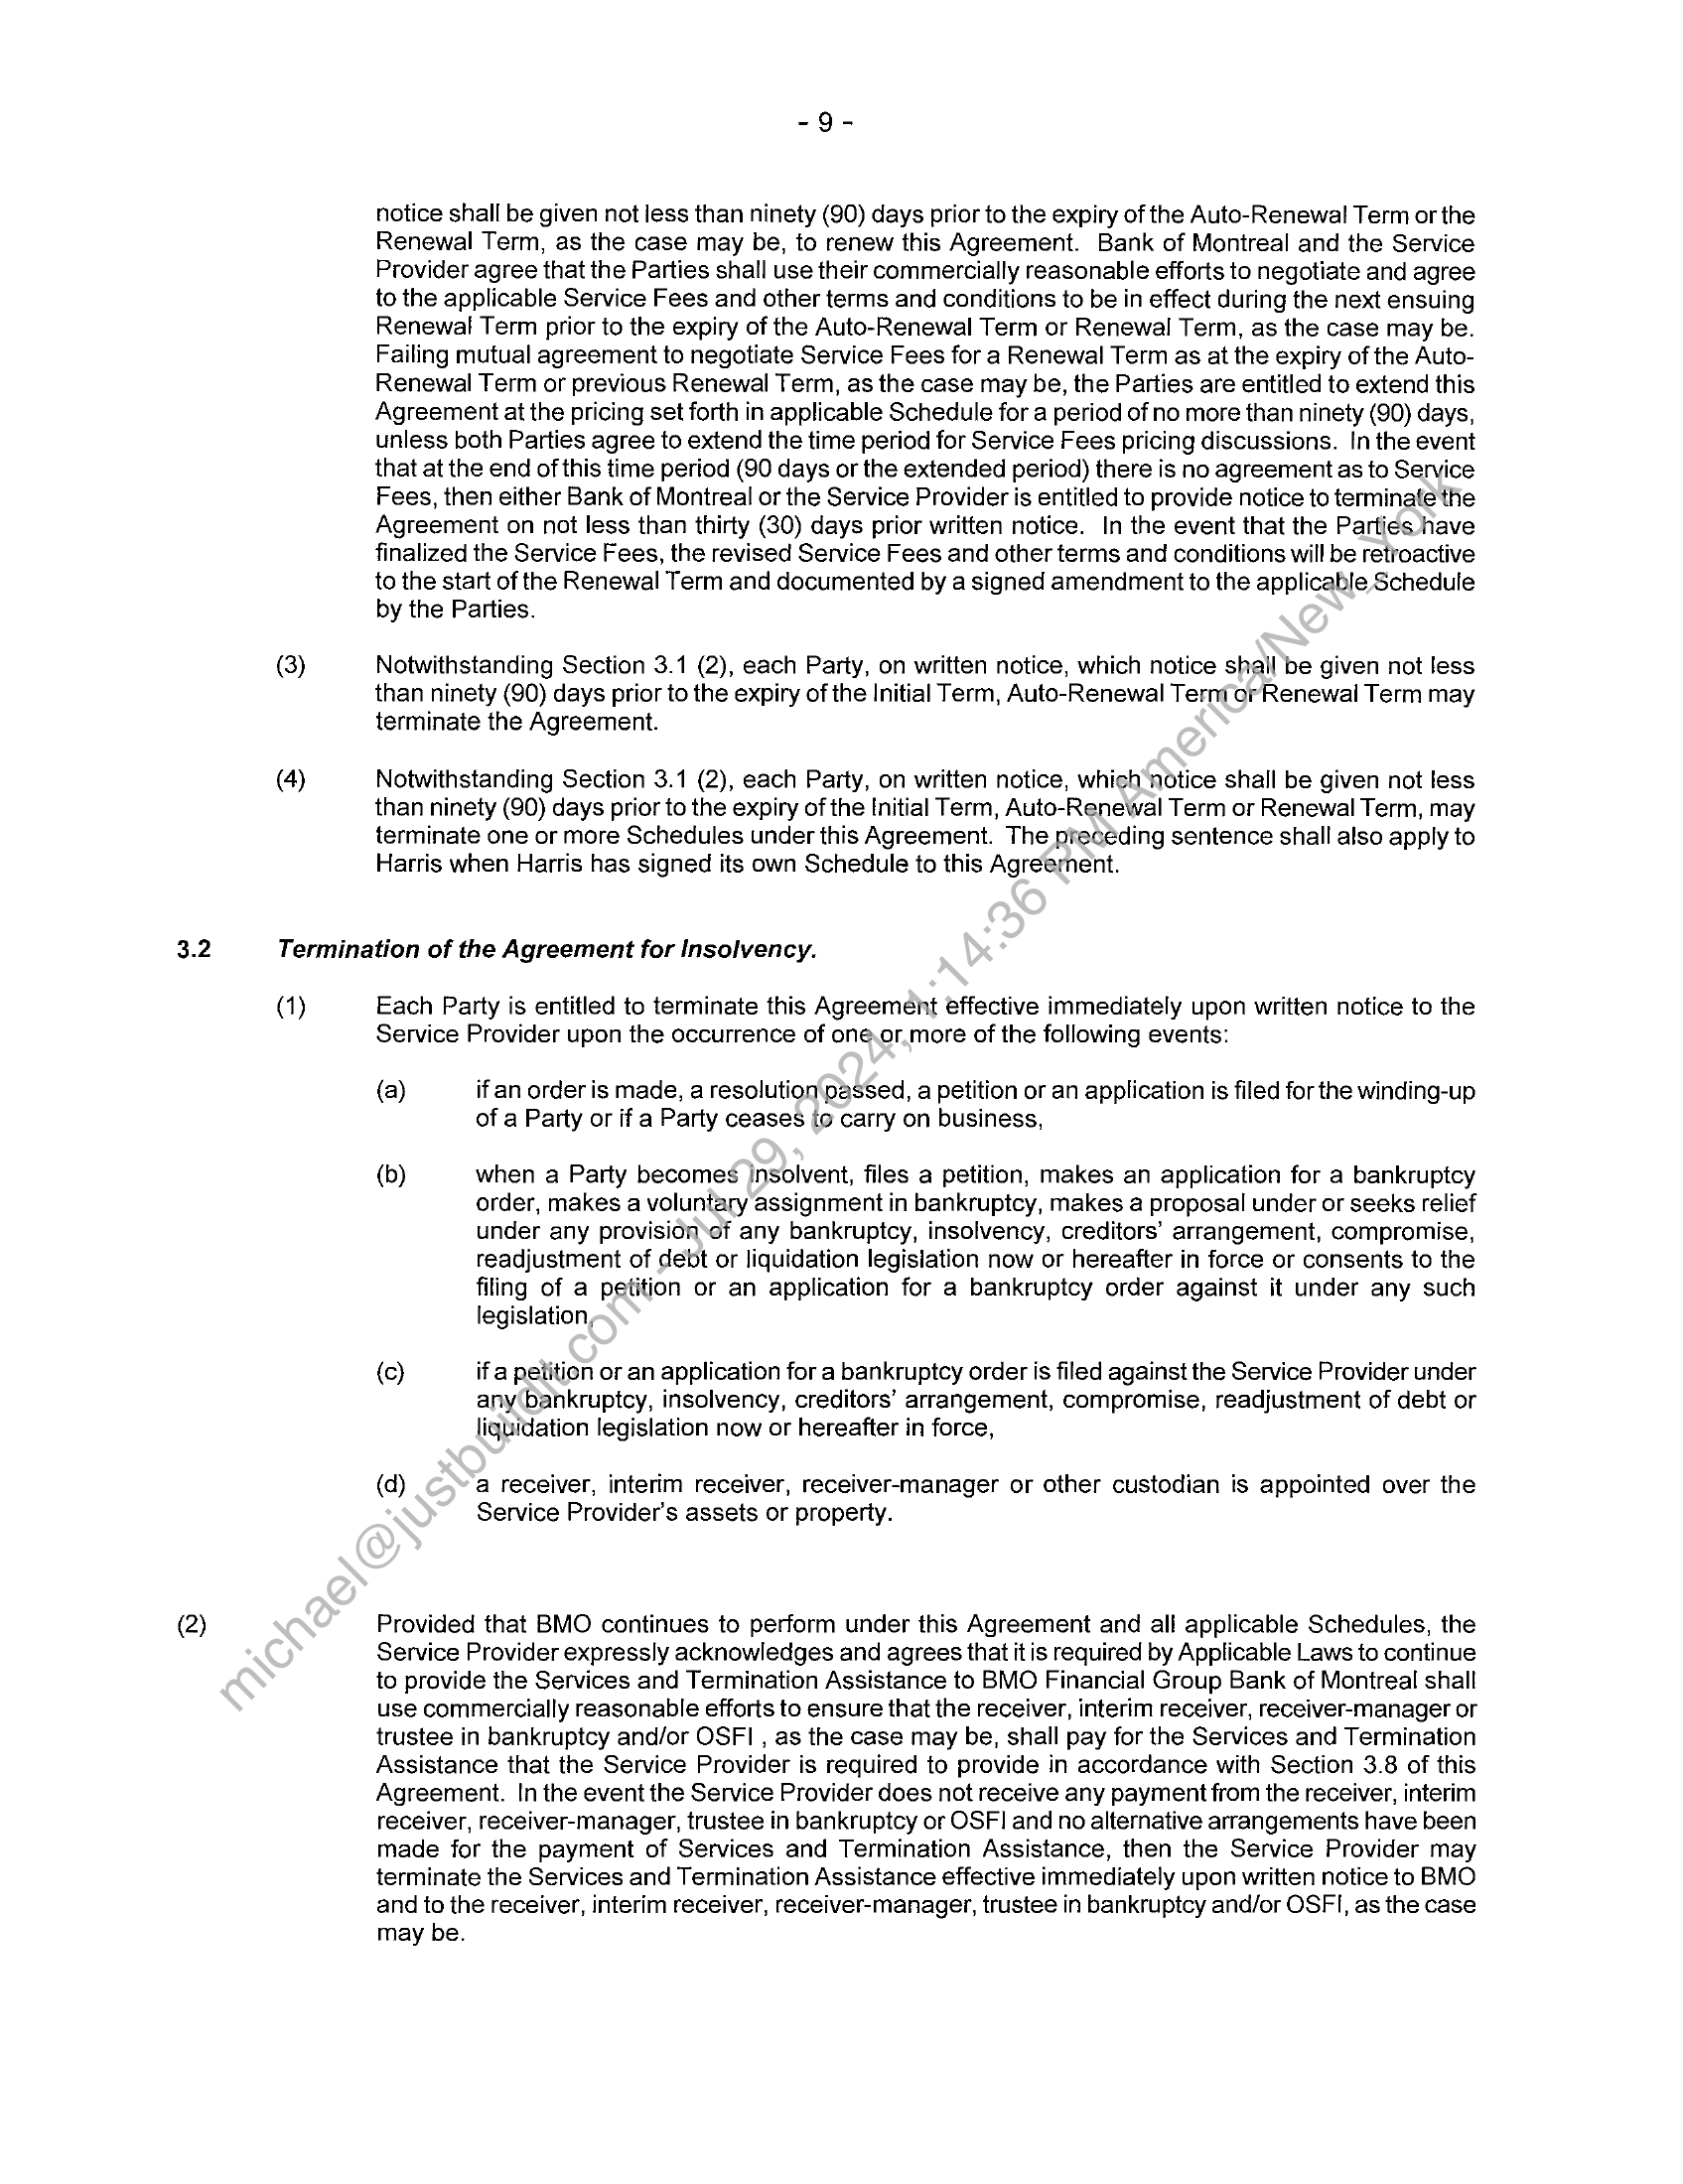 - 9 -
notice shall be given not less than ninety (90) days prior to the expiry of the Auto-Renewal Term or the
Renewal Term, as the case may be, to renew this Agreement. Bank of Montreal and the Service
Provider agree that the Parties shall use their commercially reasonable efforts to negotiate and agree
to the applicable Service Fees and other terms and conditions to be in effect during the next ensuing
Renewal Term prior to the expiry of the Auto-Renewal Term or Renewal Term, as the case may be.
Failing mutual agreement to negotiate Service Fees for a Renewal Term as at the expiry of the Auto-
Renewal Term or previous Renewal Term, as the case may be, the Parties are entitled to extend this
Agreement at the pricing set forth in applicable Schedule for a period of no more than ninety (90) days,
unless both Parties agree to extend the time period for Service Fees pricing discussions. In the event
that at the end of this time period (90 days or the extended period) there is no agreement as to Service
Fees, then either Bank of Montreal or the Service Provider is entitled to provide notice to terminate the
Agreement on not less than thirty (30) days prior written notice. In the event that the Parties have
finalized the Service Fees, the revised Service Fees and other terms and conditions will be retroactive
to the start of the Renewal Term and documented by a signed amendment to the applicable Schedule
by the Parties.
(3) Notwithstanding Section 3.1 (2), each Party, on written notice, which notice shall be given not less
than ninety (90) days prior to the expiry of the Initial Term, Auto-Renewal Term or Renewal Term may
terminate the Agreement.
(4) Notwithstanding Section 3.1 (2), each Party, on written notice, which notice shall be given not less
than ninety (90) days prior to the expiry of the Initial Term, Auto-Renewal Term or Renewal Term, may
terminate one or more Schedules under this Agreement. The preceding sentence shall also apply to
Harris when Harris has signed its own Schedule to this Agreement.
3.2 Termination of the Agreement for Insolvency.
(1) Each Party is entitled to terminate this Agreement effective immediately upon written notice to the
Service Provider upon the occurrence of one or more of the following events:
(a) if an order is made, a resolution passed, a petition or an application is filed for the winding-up
of a Party or if a Party ceases to carry on business,
(b) when a Party becomes insolvent, files a petition, makes an application for a bankruptcy
order, makes a voluntary assignment in bankruptcy, makes a proposal under or seeks relief
under any provision of any bankruptcy, insolvency, creditors' arrangement, compromise,
readjustment of debt or liquidation legislation now or hereafter in force or consents to the
filing of a petition or an application for a bankruptcy order against it under any such
legislation,
(c) if a petition or an application for a bankruptcy order is filed against the Service Provider under
any bankruptcy, insolvency, creditors' arrangement, compromise, readjustment of debt or
liquidation legislation now or hereafter in force,
(d) a receiver, interim receiver, receiver-manager or other custodian is appointed over the
Service Provider's assets or property.
(2) Provided that BMO continues to perform under this Agreement and all applicable Schedules, the
Service Provider expressly acknowledges and agrees that it is required by Applicable Laws to continue
to provide the Services and Termination Assistance to BMO Financial Group Bank of Montreal shall
use commercially reasonable efforts to ensure that the receiver, interim receiver, receiver-manager or
trustee in bankruptcy and/or OSFI , as the case may be, shall pay for the Services and Termination
Assistance that the Service Provider is required to provide in accordance with Section 3.8 of this
Agreement. In the event the Service Provider does not receive any payment from the receiver, interim
receiver, receiver-manager, trustee in bankruptcy or OSFI and no alternative arrangements have been
made for the payment of Services and Termination Assistance, then the Service Provider may
terminate the Services and Termination Assistance effective immediately upon written notice to BMO
and to the receiver, interim receiver, receiver-manager, trustee in bankruptcy and/or OSFI, as the case
may be.
michael@justbuildit.com - Jul 29, 2024, 1:14:36 PM America/New_York